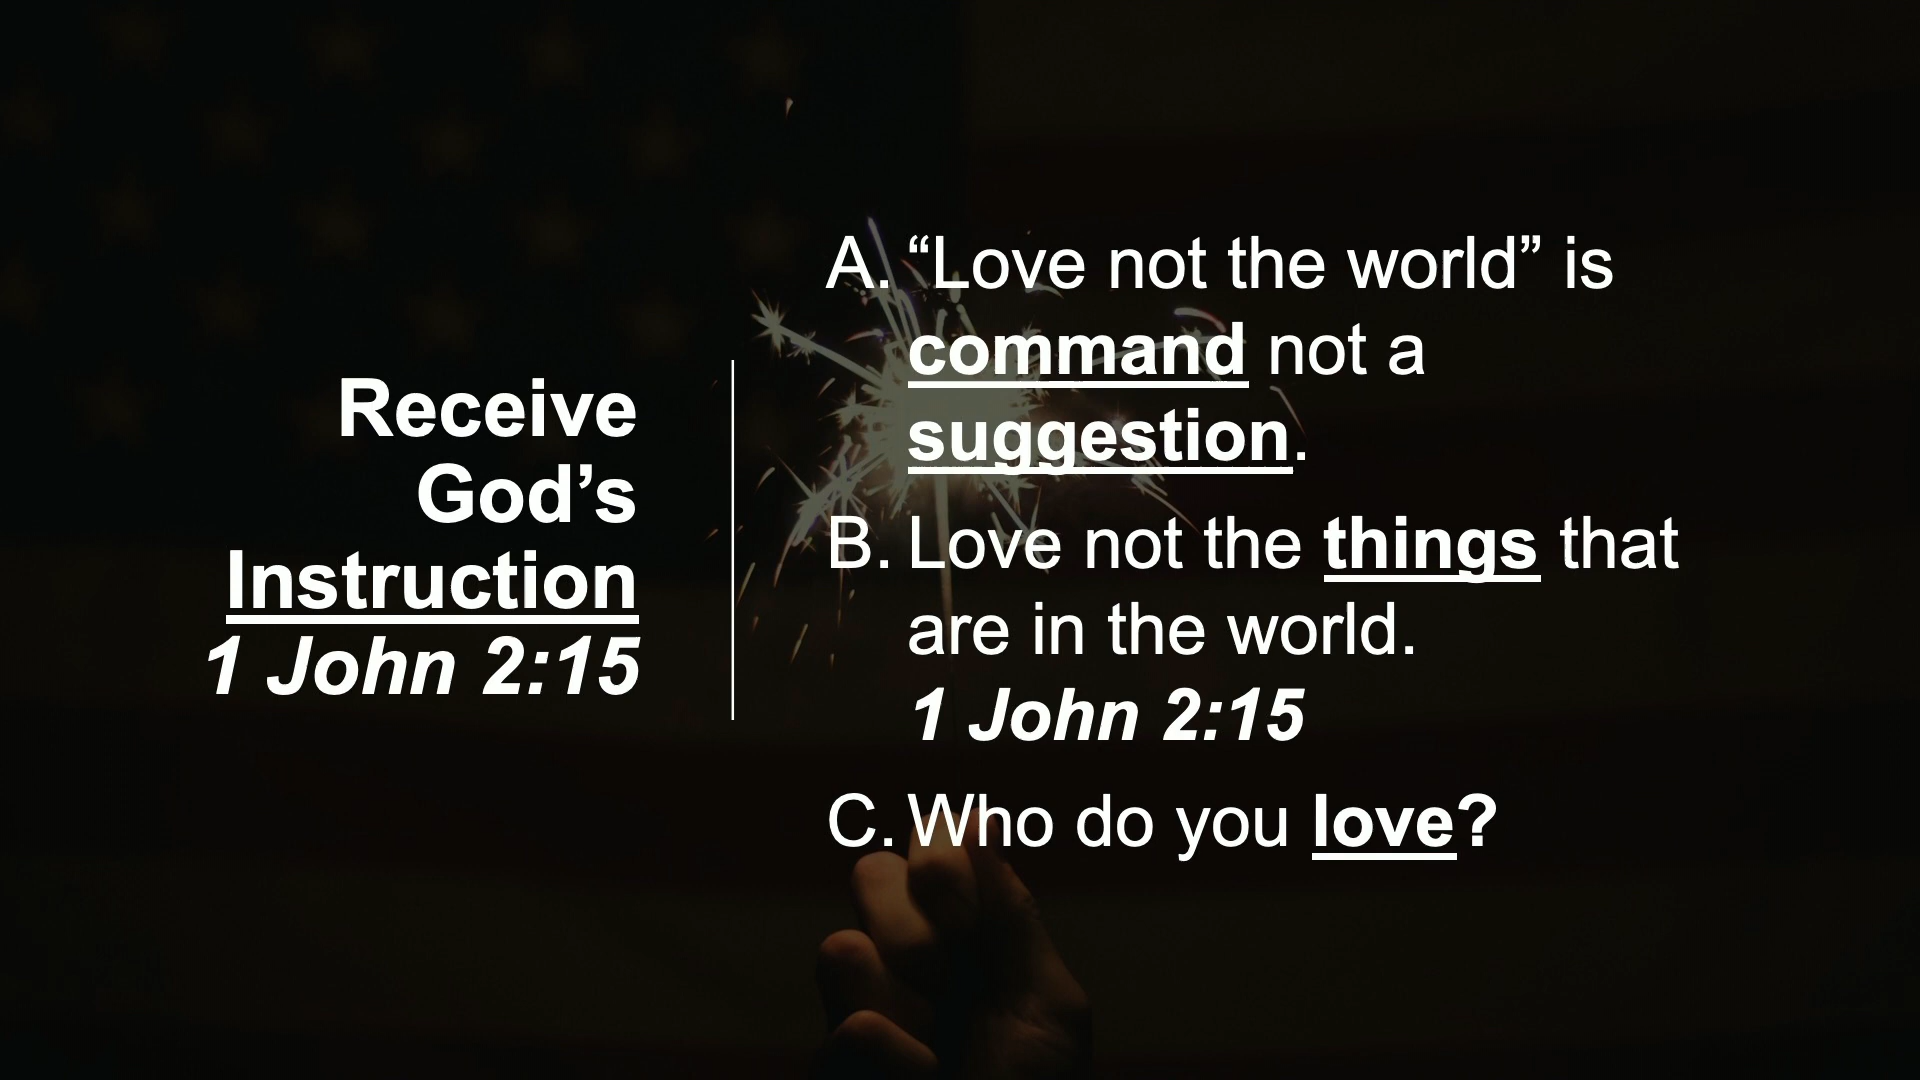 Receive
God’s
Instruction
1 John 2:15
A. “Love not the world” is
command not a
suggestion.
B. Love not the things that
are in the world.
1 John 2:15
C. Who do you love?